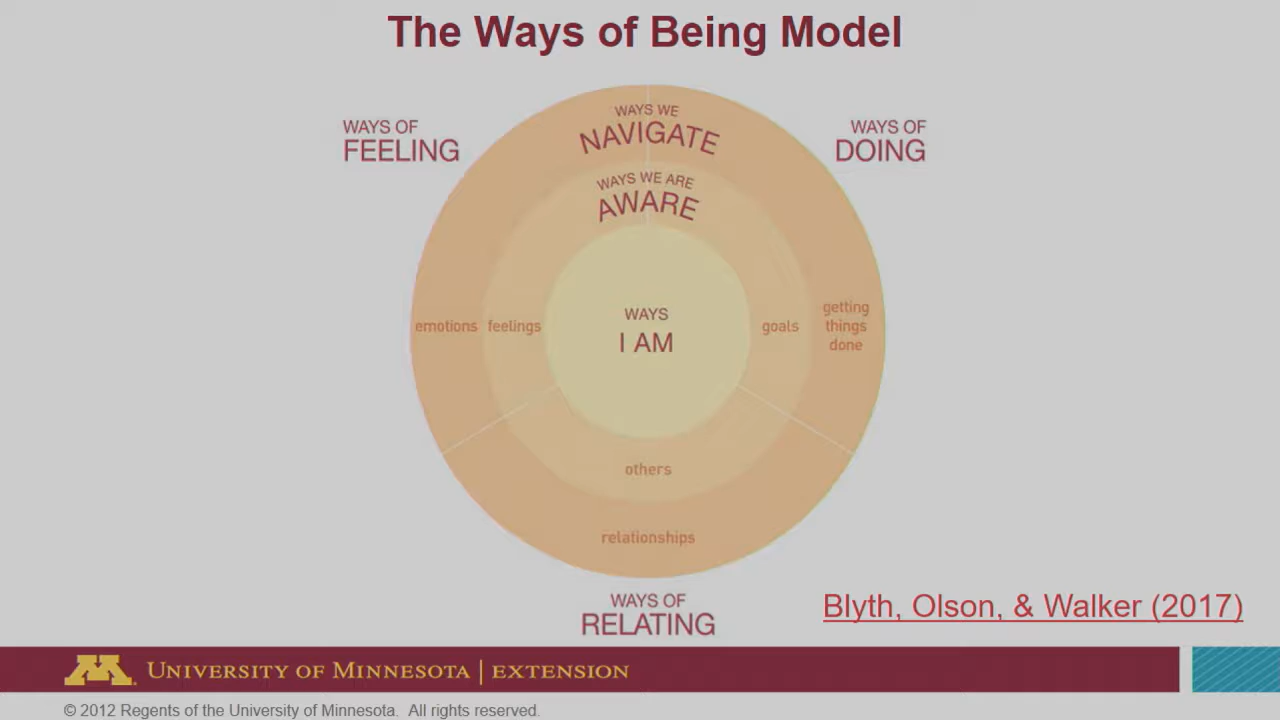 The Ways of Being Model
WAYS OF
FEELING
WAYS WE
NAVIGATE
WAYS OF
DOING
WAYS WE ARE
AWARE
WAYS
I AM
emotions
feelings
goals
getting
things
done
others
relationships
WAYS OF
RELATING
Blyth, Olson, & Walker (2017)
M
UNIVERSITY OF MINNESOTA | EXTENSION
© 2012 Regents of the University of Minnesota. All rights reserved.